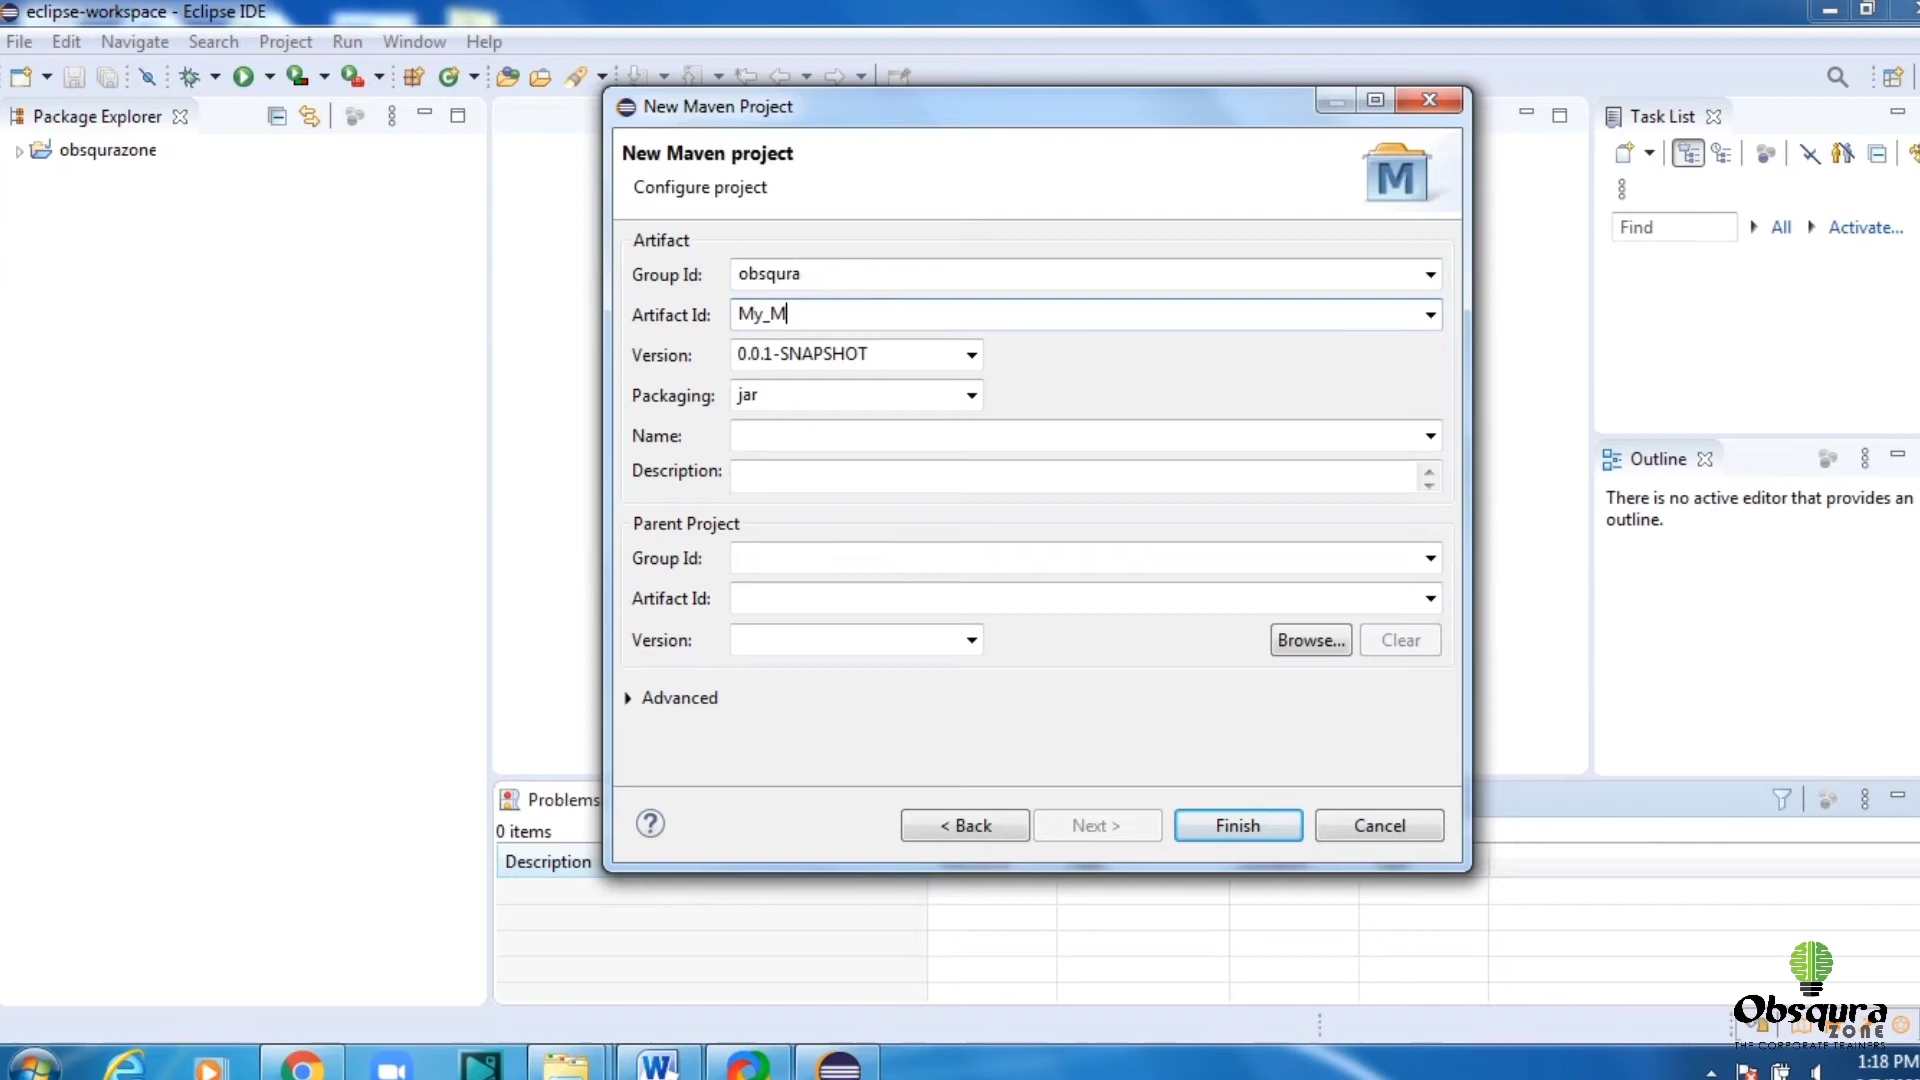 eclipse-workspace - Eclipse IDE
File Edit Navigate Search Project Run Window Help
Package Explorer
obsqurazone
New Maven Project
New Maven project
Configure project
M
Artifact
Group Id: obsqura
Artifact Id: My_M
Version: 0.0.1-SNAPSHOT
Packaging: jar
Name:
Description:
Parent Project
Group Id:
Artifact Id:
Version: Browse... Clear
Advanced
< Back Next > Finish Cancel
Task List
Find All Activate...
Outline
There is no active editor that provides an
outline.
Problems
0 items
Description
Obsqura
ZONE
THE CORPORATE TRAINERS
1:18 PM